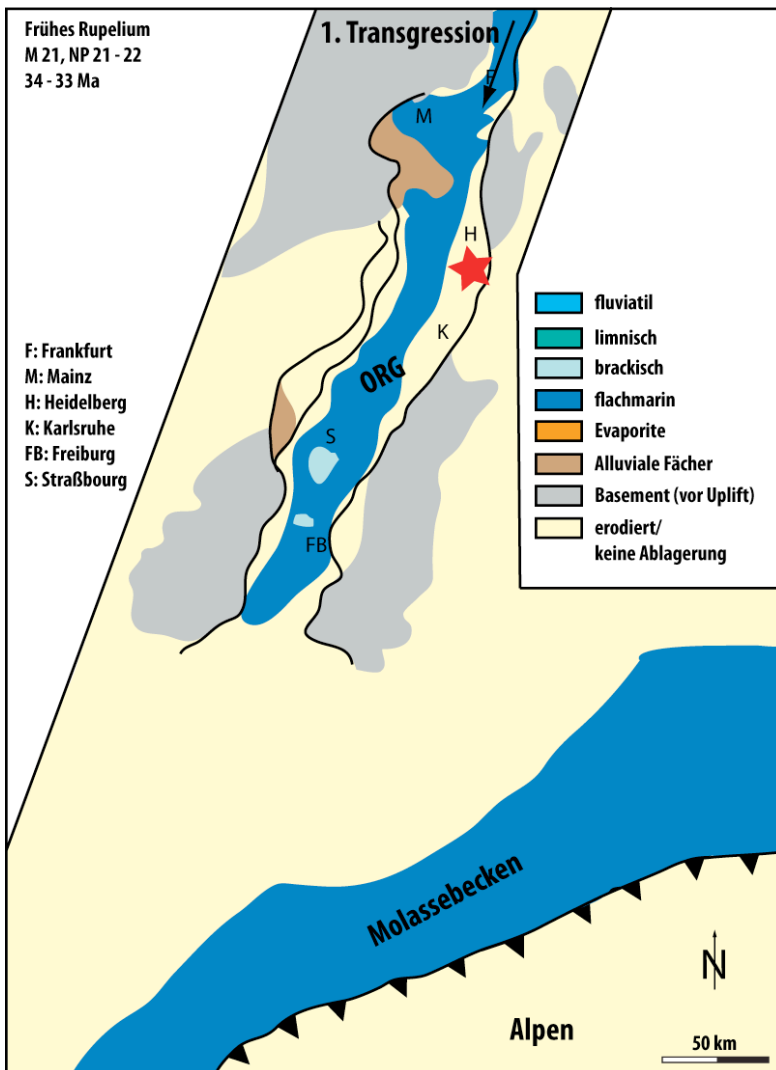 Frühes Rupelium
M 21, NP 21 - 22
34 - 33 Ma
1. Transgression
F
M
H
K
ORG
S
FB
F: Frankfurt
M: Mainz
H: Heidelberg
K: Karlsruhe
FB: Freiburg
S: Straßbourg
fluviatil
limnisch
brackisch
flachmarin
Evaporite
Alluviale Fächer
Basement (vor Uplift)
erodiert/
keine Ablagerung
Molassebecken
Alpen
N
50 km